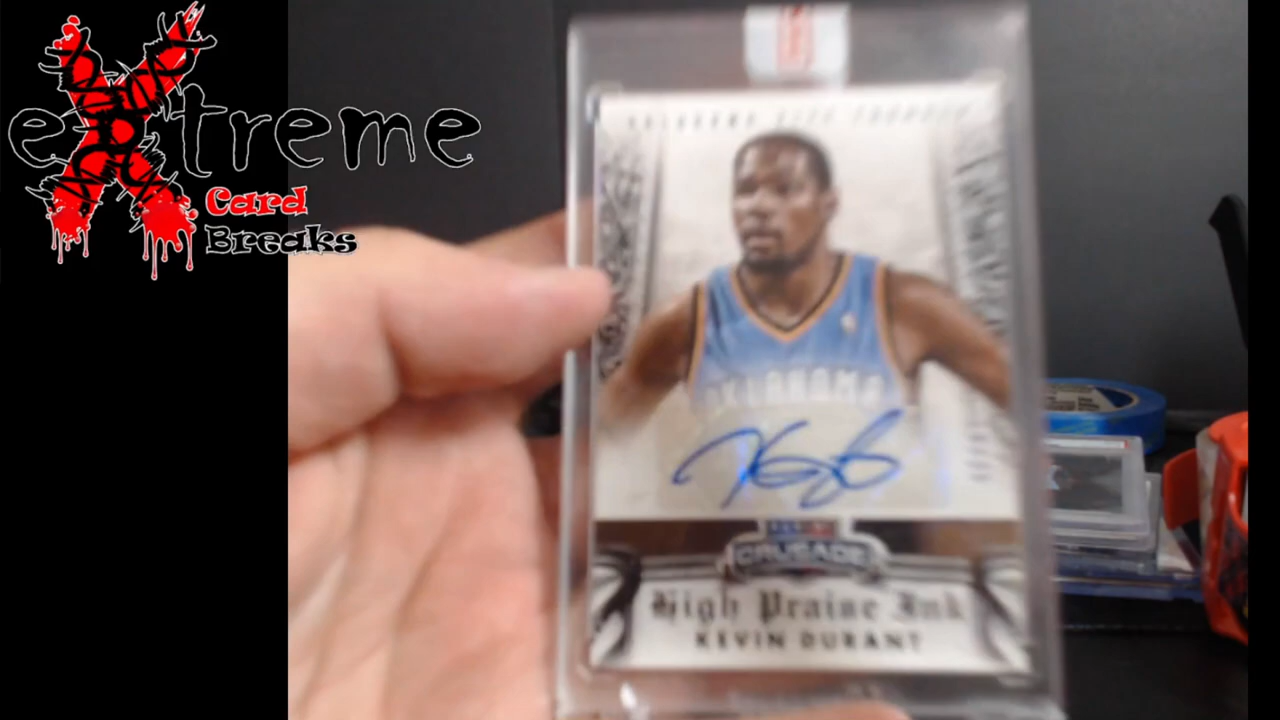 eXtreme
Card
Breaks
OKLAHOMA CITY THUNDER
OKLAHOMA
CRUSADE
High Praise Ink
KEVIN DURANT